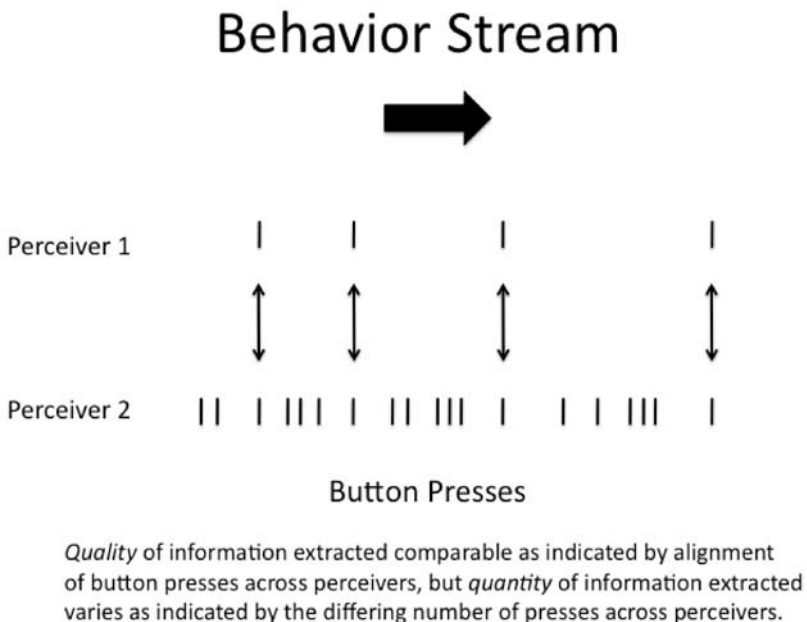 Behavior Stream
Perceiver 1
Perceiver 2
Button Presses
Quality of information extracted comparable as indicated by alignment
of button presses across perceivers, but quantity of information extracted
varies as indicated by the differing number of presses across perceivers.